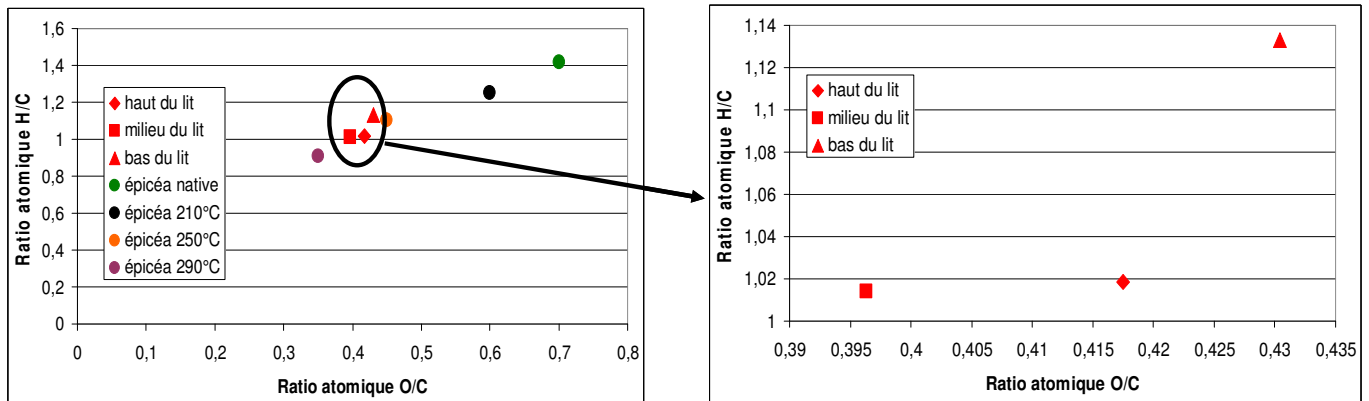 1,6
1,4
1,2
1
0,8
0,6
0,4
0,2
0
Ratio atomique H/C
haut du lit
milieu du lit
bas du lit
épicéa native
épicéa 210°C
épicéa 250°C
épicéa 290°C
0 0,1 0,2 0,3 0,4 0,5 0,6 0,7 0,8
Ratio atomique O/C
1,14
1,12
1,1
1,08
1,06
1,04
1,02
1
Ratio atomique H/C
haut du lit
milieu du lit
bas du lit
0,39 0,395 0,4 0,405 0,41 0,415 0,42 0,425 0,43 0,435
Ratio atomique O/C